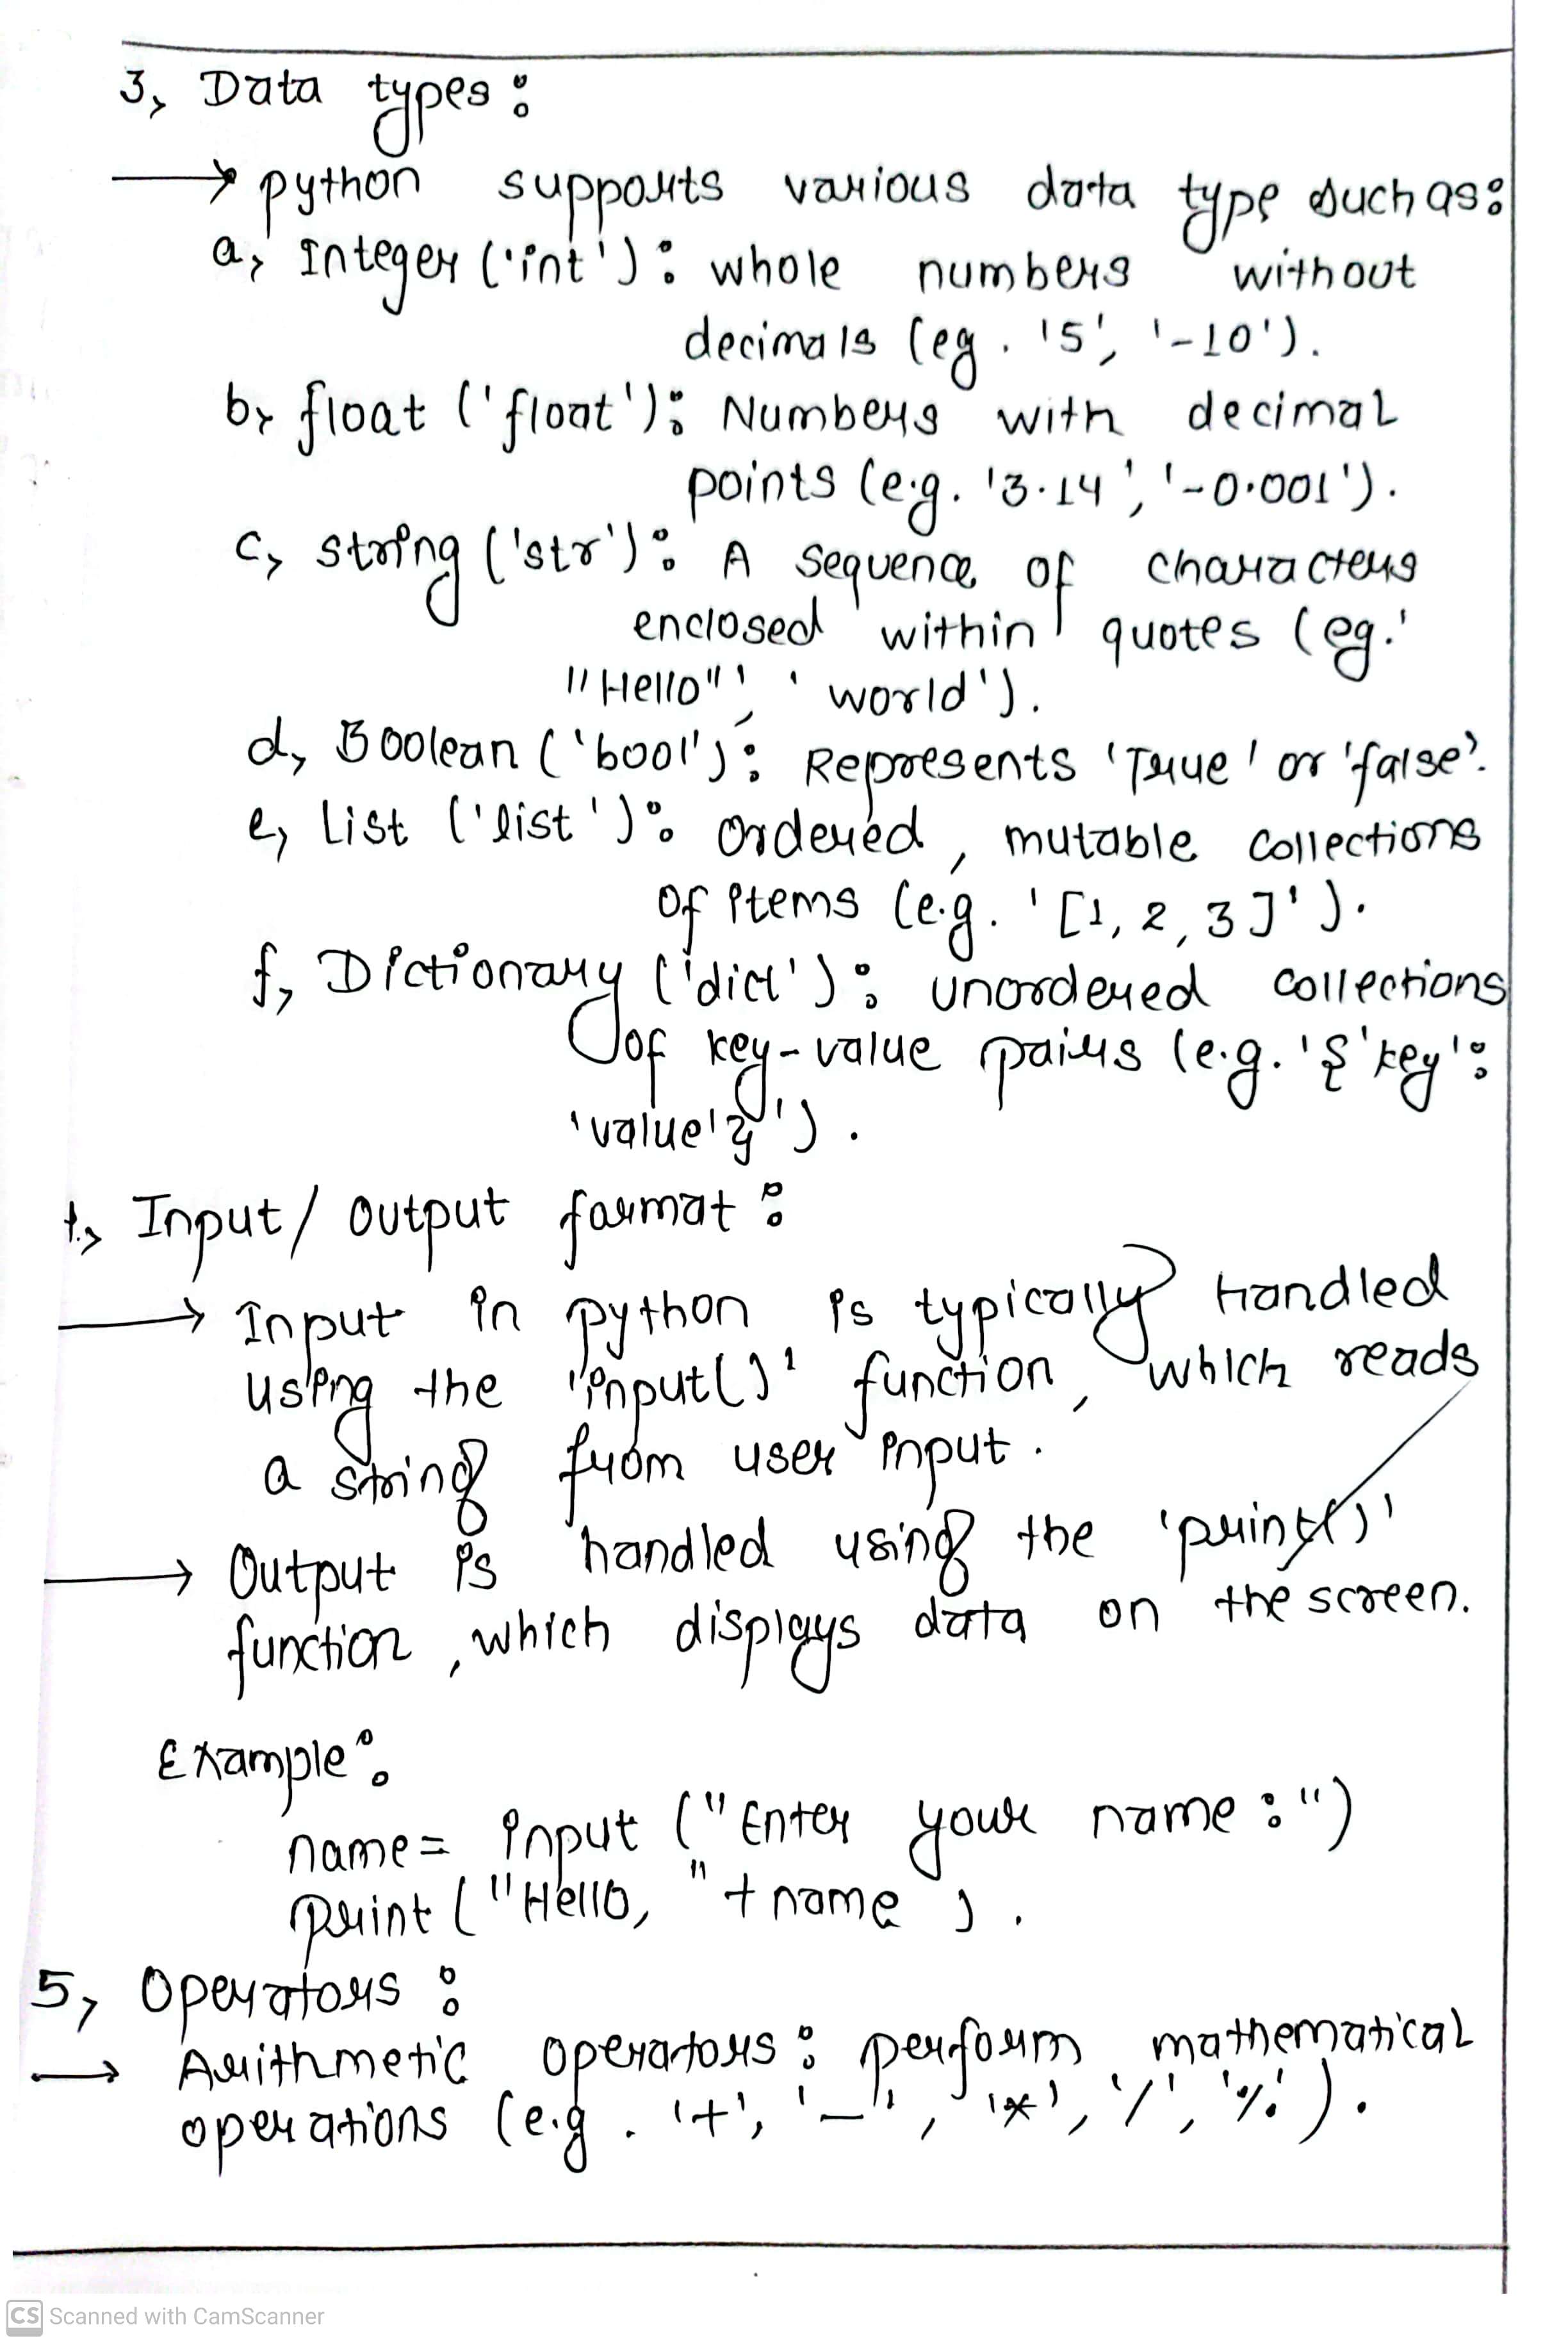 3, Data types :
→ python supports various data type such as:
a, Integer ('int') : whole numbers without
decimals (eg. '5', '-10').
b, float ('float') : Numbers with decimal
points (e.g. '3.14', '-0.001').
c, string ('str') : A sequence of characters
enclosed within quotes (eg.'
"Hello"', 'world').
d, Boolean ('bool') : Represents 'True' or 'false'.
e, List ('list') : Ordered, mutable collections
of items (e.g. '[1, 2, 3]').
f, Dictionary ('dict') : unordered collections
of key-value pairs (e.g. '{'key':
'value'}').
Input / Output format :
→ Input in python is typically handled
using the 'input()' function, which reads
a string from user input.
→ Output is handled using the 'print()'
function, which displays data on the screen.
Example :
name= input ("Enter your name :")
print ("Hello, "+name ).
5, Operators :
→ Arithmetic operators : perform mathematical
operations (e.g. '+', '-', '*', '/', '%').
CS Scanned with CamScanner